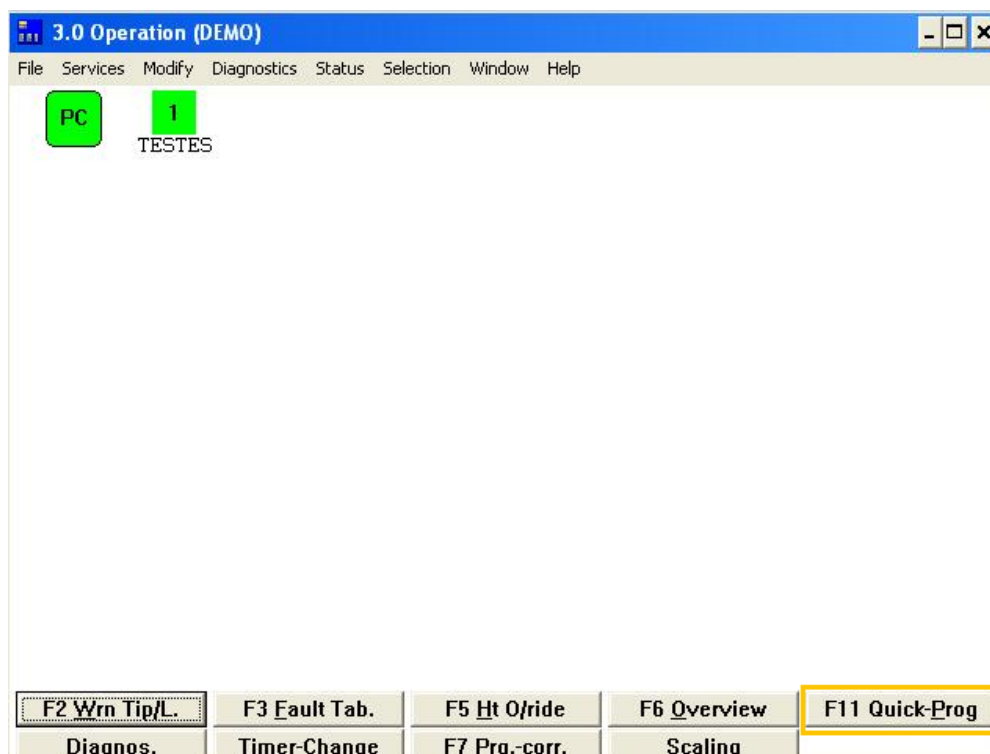 3.0 Operation (DEMO)
File Services Modify Diagnostics Status Selection Window Help
PC 1
TESTES
F2 Wrn Tip/L. F3 Fault Tab. F5 Ht O/ride F6 Overview F11 Quick-Prog
Diagnos. Timer-Change F7 Prg.-corr. Scaling